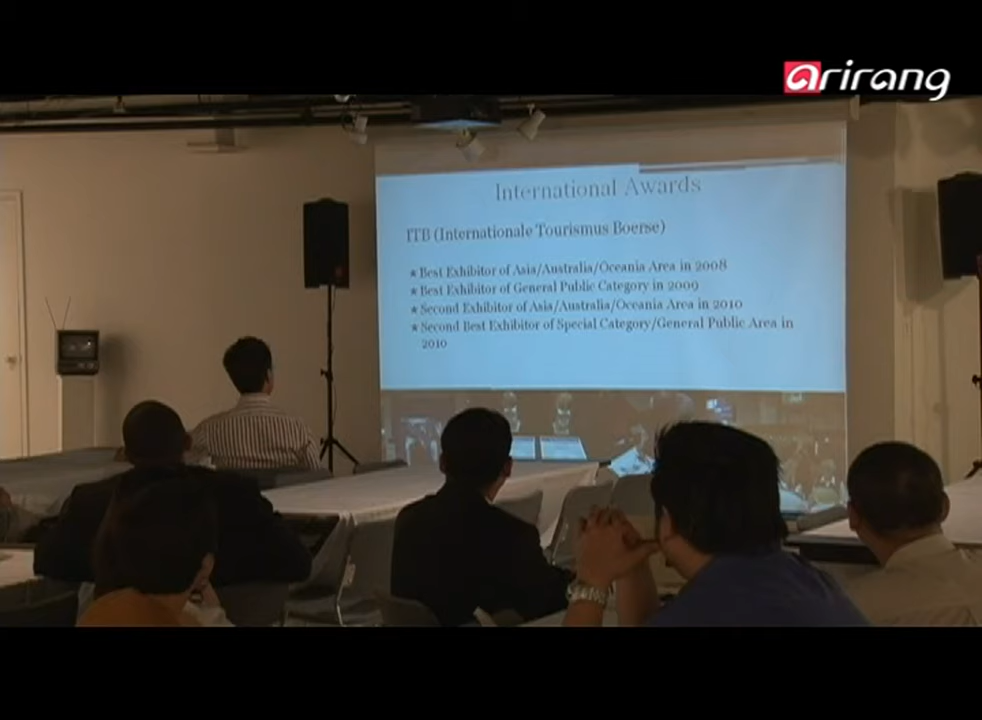 arirang
International Awards
ITB (Internationale Tourismus Boerse)
★ Best Exhibitor of Asia/Australia/Oceania Area in 2008
★ Best Exhibitor of General Public Category in 2009
★ Second Exhibitor of Asia/Australia/Oceania Area in 2010
★ Second Best Exhibitor of Special Category/General Public Area in
2010